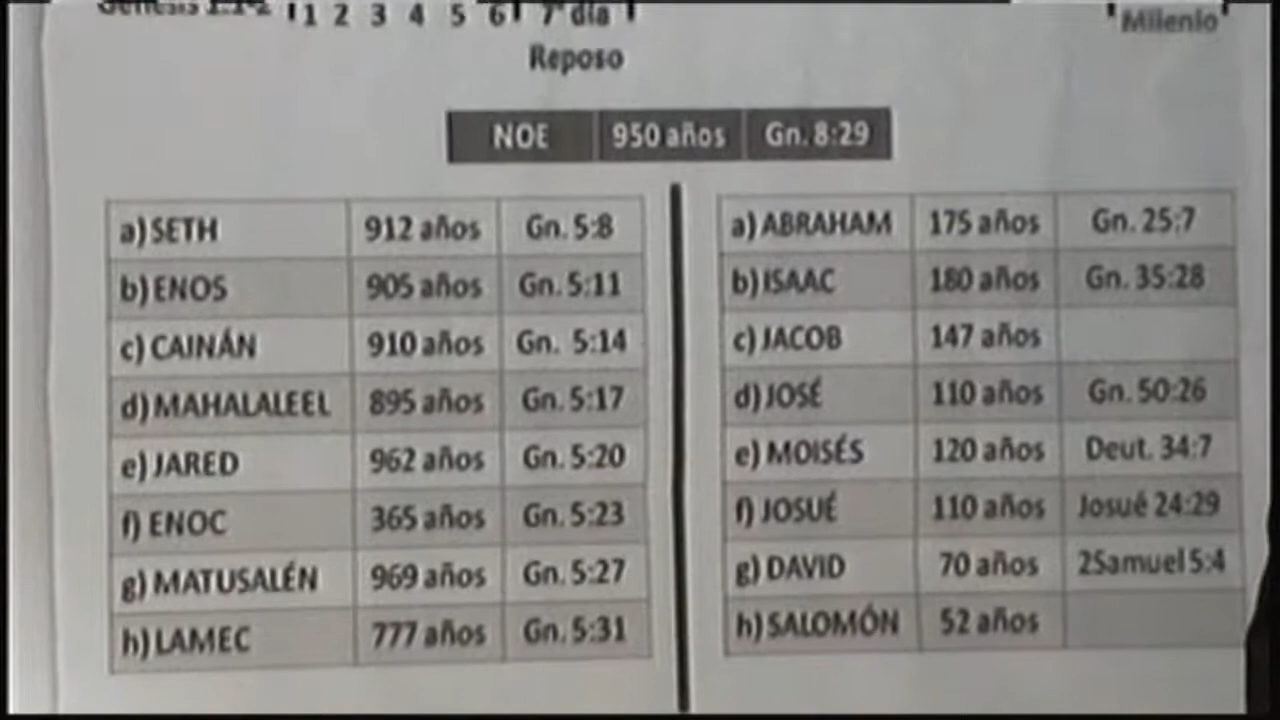 Génesis 1:1-2 1 2 3 4 5 6 7º día Milenio
Reposo
NOE 950 años Gn. 8:29
a) SETH 912 años Gn. 5:8
b) ENOS 905 años Gn. 5:11
c) CAINÁN 910 años Gn. 5:14
d) MAHALALEEL 895 años Gn. 5:17
e) JARED 962 años Gn. 5:20
f) ENOC 365 años Gn. 5:23
g) MATUSALÉN 969 años Gn. 5:27
h) LAMEC 777 años Gn. 5:31
a) ABRAHAM 175 años Gn. 25:7
b) ISAAC 180 años Gn. 35:28
c) JACOB 147 años
d) JOSÉ 110 años Gn. 50:26
e) MOISÉS 120 años Deut. 34:7
f) JOSUÉ 110 años Josué 24:29
g) DAVID 70 años 2Samuel 5:4
h) SALOMÓN 52 años